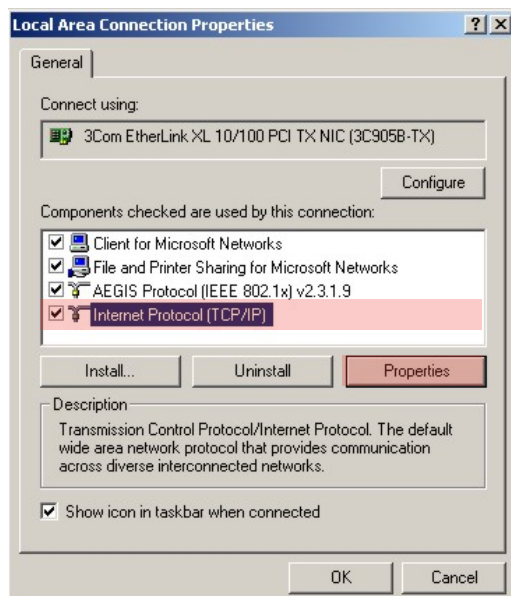 Local Area Connection Properties
General
Connect using:
3Com EtherLink XL 10/100 PCI TX NIC (3C905B-TX)
Configure
Components checked are used by this connection:
Client for Microsoft Networks
File and Printer Sharing for Microsoft Networks
AEGIS Protocol (IEEE 802.1x) v2.3.1.9
Internet Protocol (TCP/IP)
Install... Uninstall Properties
Description
Transmission Control Protocol/Internet Protocol. The default
wide area network protocol that provides communication
across diverse interconnected networks.
Show icon in taskbar when connected
OK Cancel